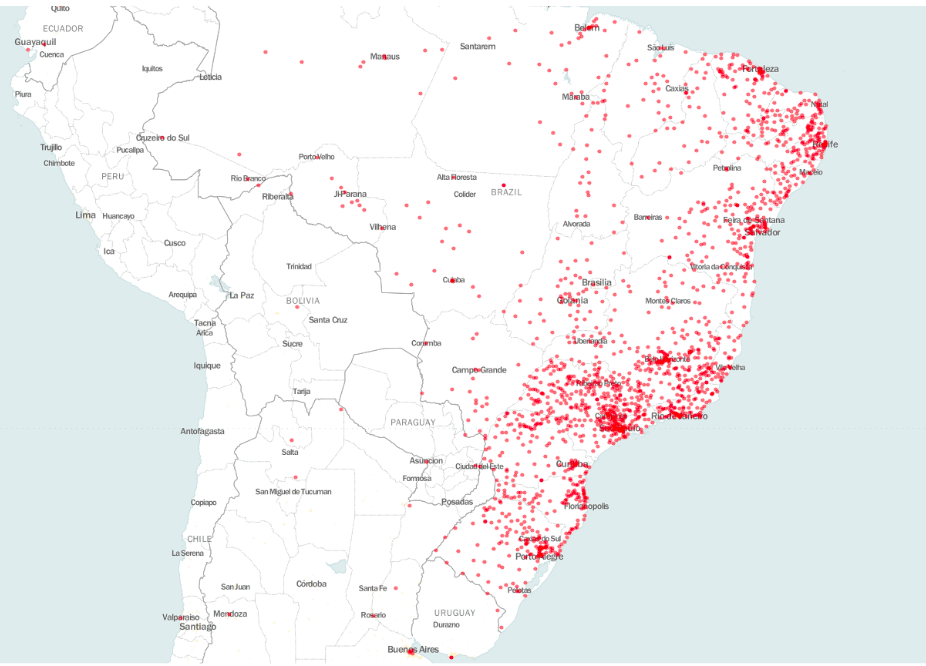 Quito
ECUADOR
Guayaquil
Cuenca
Iquitos
Leticia
Manaus
Santarem
Belem
São Luis
Fortaleza
Piura
Maraba
Caxias
Natal
Trujillo
Pucallpa
Cruzeiro do Sul
Recife
Chimbote
PERU
Porto Velho
Rio Branco
Riberalta
Ji-Parana
Alta Floresta
Colider
BRAZIL
Petrolina
Maceio
Lima
Huancayo
Vilhena
Alvorada
Barreiras
Feira de Santana
Salvador
Ica
Cusco
Trinidad
Cuiaba
Vitoria da Conquista
Arequipa
La Paz
BOLIVIA
Brasilia
Goiania
Montes Claros
Tacna
Arica
Santa Cruz
Sucre
Corumba
Uberlandia
Belo Horizonte
Vila Velha
Iquique
Campo Grande
Ribeirao Preto
Tarija
Rio de Janeiro
Antofagasta
PARAGUAY
Salta
Asuncion
Ciudad del Este
Curitiba
Formosa
San Miguel de Tucuman
Copiapo
Posadas
Florianopolis
CHILE
La Serena
Caxias do Sul
Porto Alegre
San Juan
Córdoba
Santa Fe
Pelotas
Valparaiso
Mendoza
Rosario
URUGUAY
Santiago
Durazno
Buenos Aires